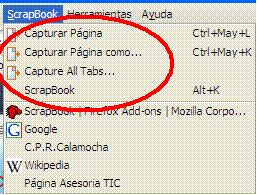 ScrapBook Herramientas Ayuda
Capturar Página Ctrl+May+L
Capturar Página como... Ctrl+May+K
Capture All Tabs...
ScrapBook Alt+K
ScrapBook | Firefox Add-ons | Mozilla Corpo...
Google
C.P.R.Calamocha
Wikipedia
Página Asesoria TIC